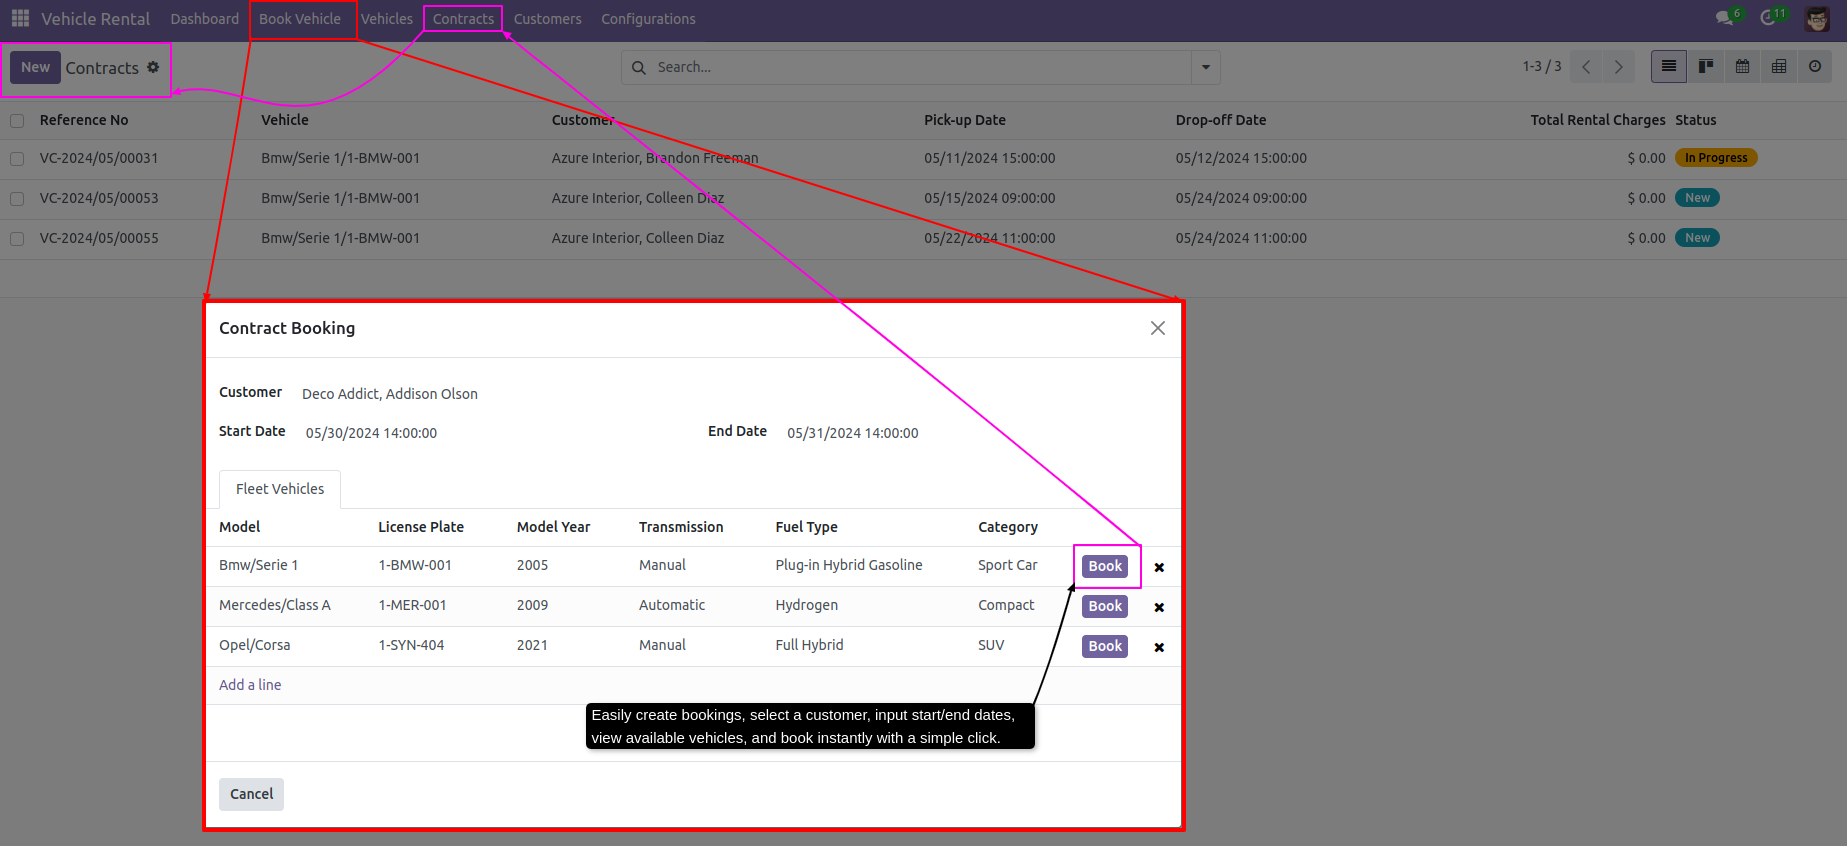 Vehicle Rental Dashboard Book Vehicle Vehicles Contracts Customers Configurations 6 11
New Contracts Search... 1-3 / 3
Reference No Vehicle Customer Pick-up Date Drop-off Date Total Rental Charges Status
VC-2024/05/00031 Bmw/Serie 1/1-BMW-001 Azure Interior, Brandon Freeman 05/11/2024 15:00:00 05/12/2024 15:00:00 $ 0.00 In Progress
VC-2024/05/00053 Bmw/Serie 1/1-BMW-001 Azure Interior, Colleen Diaz 05/15/2024 09:00:00 05/24/2024 09:00:00 $ 0.00 New
VC-2024/05/00055 Bmw/Serie 1/1-BMW-001 Azure Interior, Colleen Diaz 05/22/2024 11:00:00 05/24/2024 11:00:00 $ 0.00 New
Contract Booking
Customer Deco Addict, Addison Olson
Start Date 05/30/2024 14:00:00 End Date 05/31/2024 14:00:00
Fleet Vehicles
Model License Plate Model Year Transmission Fuel Type Category
Bmw/Serie 1 1-BMW-001 2005 Manual Plug-in Hybrid Gasoline Sport Car Book
Mercedes/Class A 1-MER-001 2009 Automatic Hydrogen Compact Book
Opel/Corsa 1-SYN-404 2021 Manual Full Hybrid SUV Book
Add a line
Easily create bookings, select a customer, input start/end dates,
view available vehicles, and book instantly with a simple click.
Cancel